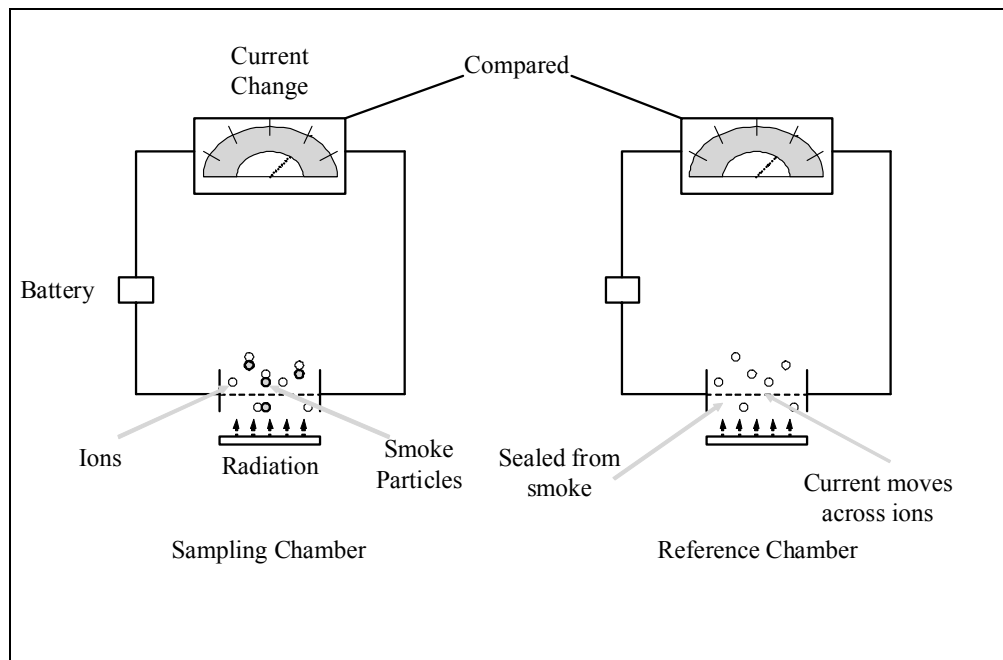 Current
Change
Compared
Battery
Ions
Radiation
Smoke
Particles
Sealed from
smoke
Current moves
across ions
Sampling Chamber
Reference Chamber